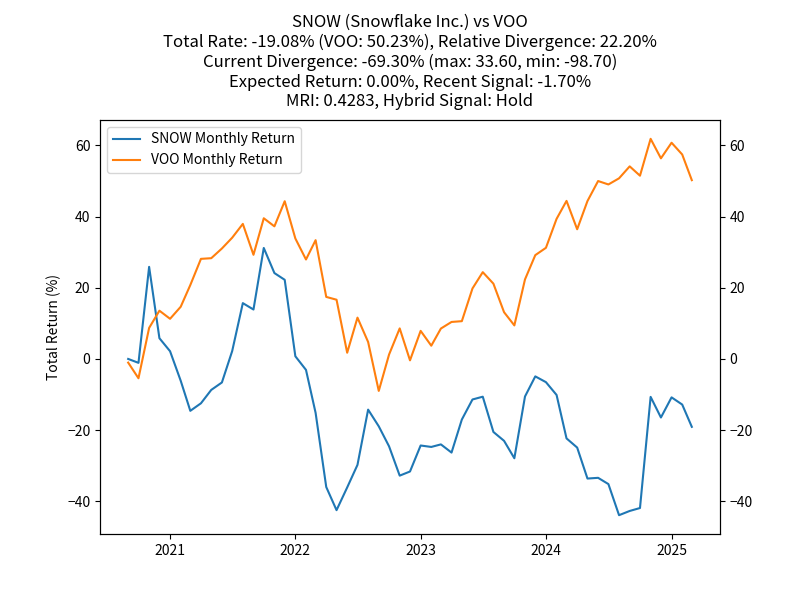 SNOW (Snowflake Inc.) vs VOO
Total Rate: -19.08% (VOO: 50.23%), Relative Divergence: 22.20%
Current Divergence: -69.30% (max: 33.60, min: -98.70)
Expected Return: 0.00%, Recent Signal: -1.70%
MRI: 0.4283, Hybrid Signal: Hold
SNOW Monthly Return
VOO Monthly Return
Total Return (%)
60
40
20
0
−20
−40
60
40
20
0
−20
−40
2021
2022
2023
2024
2025